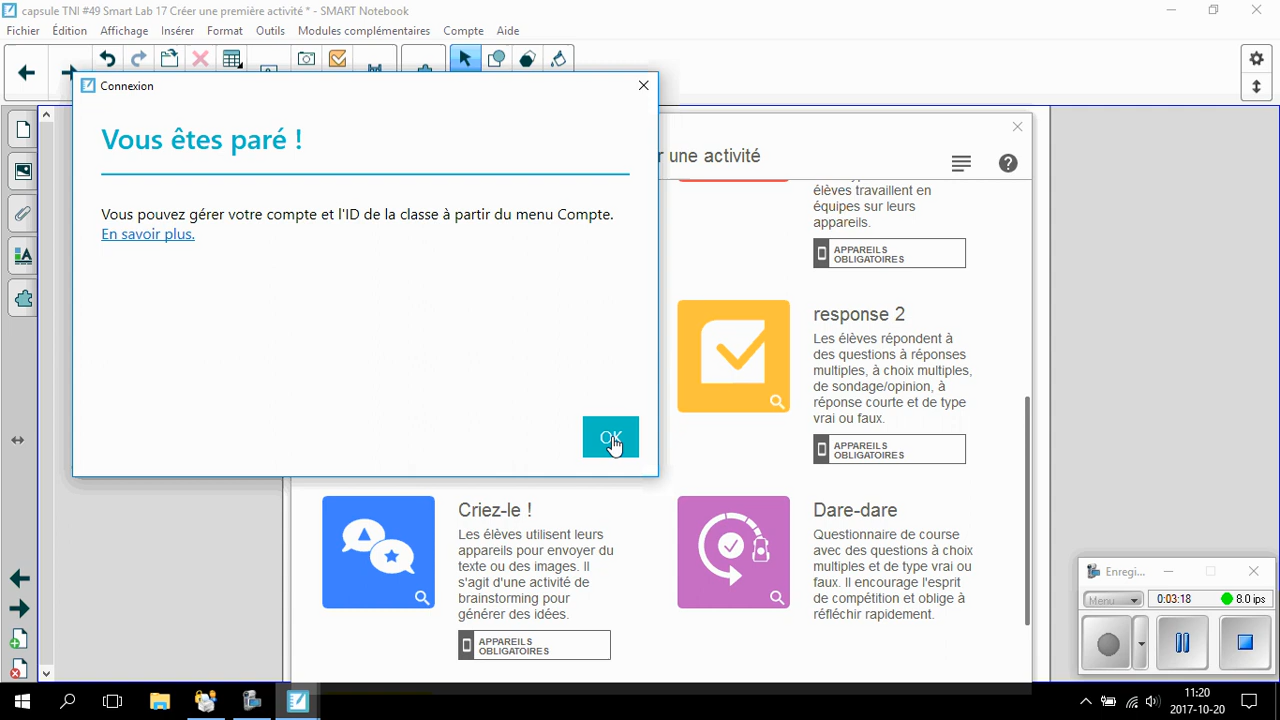 capsule TNI #49 Smart Lab 17 Créer une première activité * - SMART Notebook
Fichier Édition Affichage Insérer Format Outils Modules complémentaires Compte Aide
Connexion
Vous êtes paré !
Vous pouvez gérer votre compte et l'ID de la classe à partir du menu Compte.
En savoir plus.
OK
r une activité
élèves travaillent en
équipes sur leurs
appareils.
APPAREILS
OBLIGATOIRES
response 2
Les élèves répondent à
des questions à réponses
multiples, à choix multiples,
de sondage/opinion, à
réponse courte et de type
vrai ou faux.
APPAREILS
OBLIGATOIRES
Criez-le !
Les élèves utilisent leurs
appareils pour envoyer du
texte ou des images. Il
s'agit d'une activité de
brainstorming pour
générer des idées.
APPAREILS
OBLIGATOIRES
Dare-dare
Questionnaire de course
avec des questions à choix
multiples et de type vrai ou
faux. Il encourage l'esprit
de compétition et oblige à
réfléchir rapidement.
Enregi...
Menu
0:03:18
8.0 ips
11:20
2017-10-20